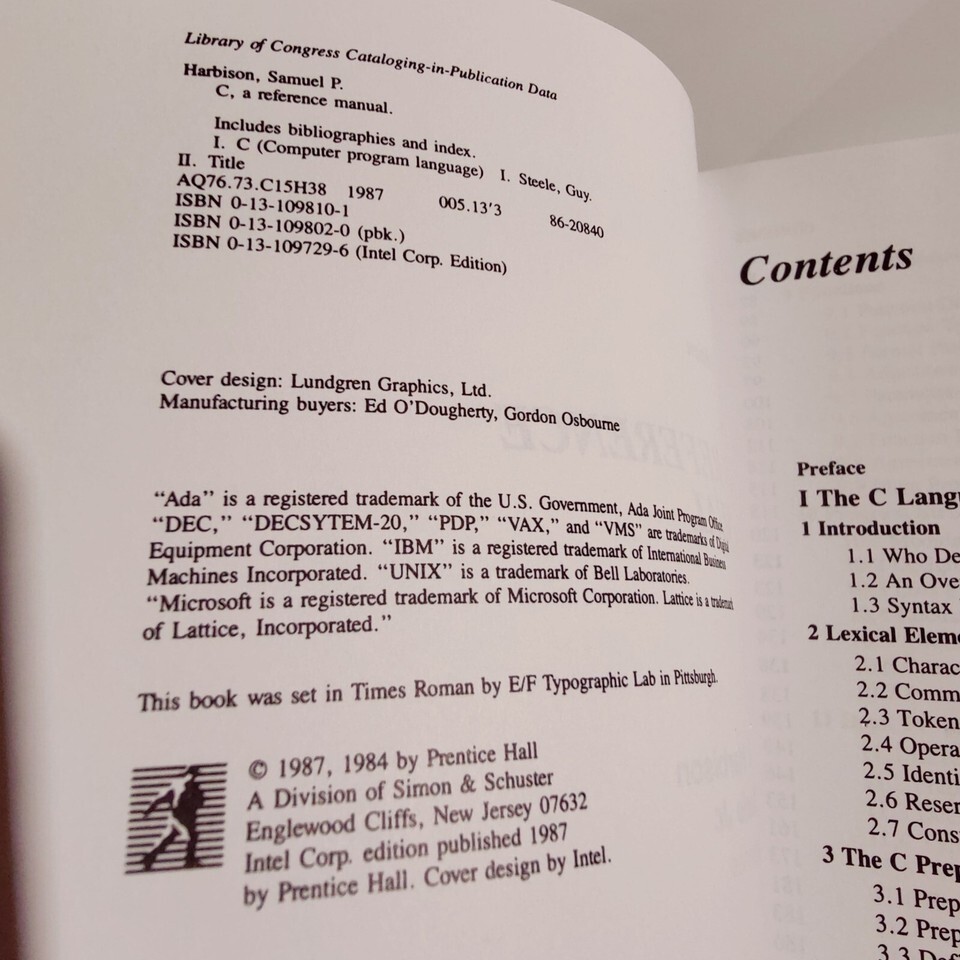 Library of Congress Cataloging-in-Publication Data
Harbison, Samuel P.
C, a reference manual.
Includes bibliographies and index.
I. C (Computer program language) I. Steele, Guy.
II. Title
AQ76.73.C15H38 1987 005.13'3 86-20840
ISBN 0-13-109810-1
ISBN 0-13-109802-0 (pbk.)
ISBN 0-13-109729-6 (Intel Corp. Edition)
Cover design: Lundgren Graphics, Ltd.
Manufacturing buyers: Ed O'Dougherty, Gordon Osbourne
"Ada" is a registered trademark of the U.S. Government, Ada Joint Program Office
"DEC," "DECSYTEM-20," "PDP," "VAX," and "VMS" are trademarks of Digital
Equipment Corporation. "IBM" is a registered trademark of International Business
Machines Incorporated. "UNIX" is a trademark of Bell Laboratories.
"Microsoft is a registered trademark of Microsoft Corporation. Lattice is a trademark
of Lattice, Incorporated."
This book was set in Times Roman by E/F Typographic Lab in Pittsburgh.
© 1987, 1984 by Prentice Hall
A Division of Simon & Schuster
Englewood Cliffs, New Jersey 07632
Intel Corp. edition published 1987
by Prentice Hall. Cover design by Intel.
Contents
Preface
I The C Lang
1 Introduction
1.1 Who De
1.2 An Ove
1.3 Syntax
2 Lexical Eleme
2.1 Charac
2.2 Comm
2.3 Token
2.4 Opera
2.5 Identi
2.6 Reser
2.7 Cons
3 The C Prep
3.1 Prep
3.2 Prep
3.3 Def